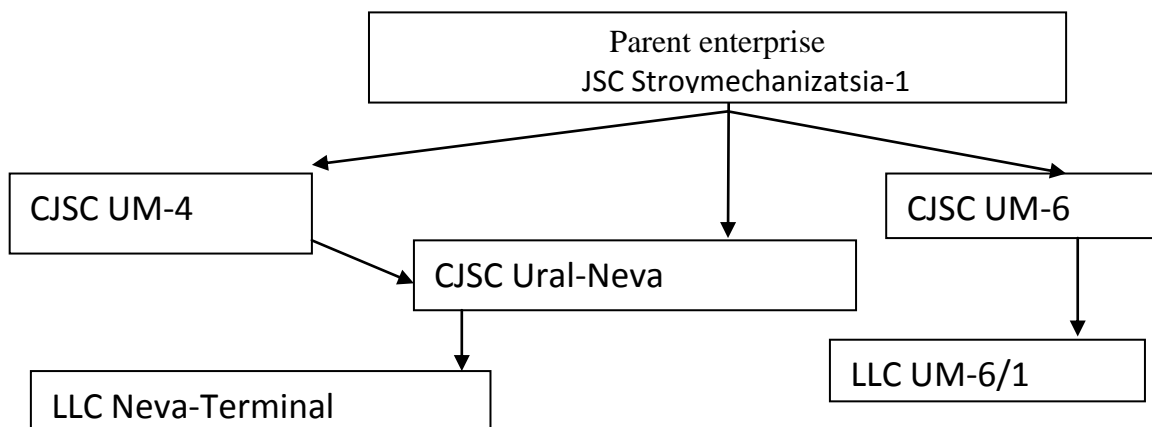 Parent enterprise
JSC Stroymechanizatsia-1
CJSC UM-4
CJSC UM-6
CJSC Ural-Neva
LLC UM-6/1
LLC Neva-Terminal